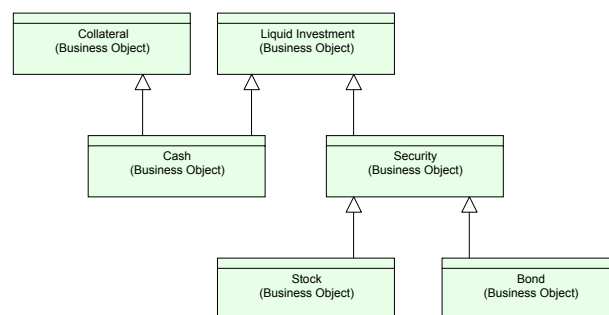 Collateral
(Business Object)
Liquid Investment
(Business Object)
Cash
(Business Object)
Security
(Business Object)
Stock
(Business Object)
Bond
(Business Object)